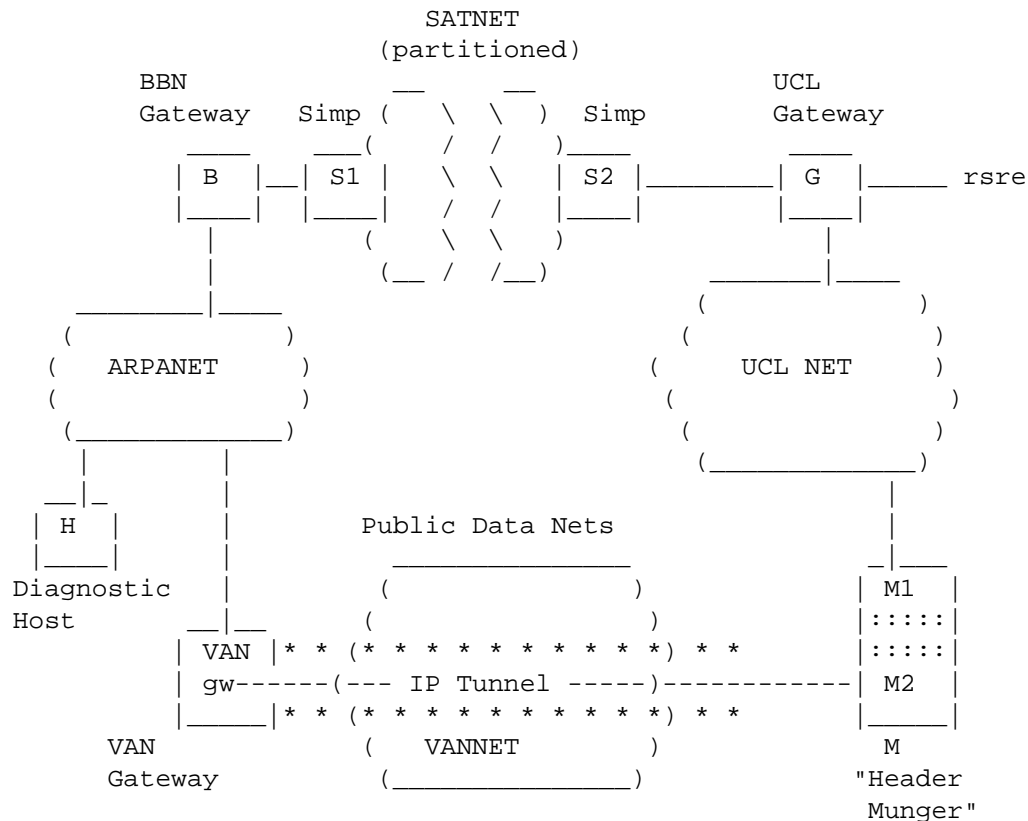 SATNET
(partitioned)
BBN UCL
Gateway Simp Simp Gateway
B S1 S2 G rsre
ARPANET UCL NET
H Public Data Nets
Diagnostic M1
Host
VAN
gw------(--- IP Tunnel -----)------------ M2
VAN VANNET M
Gateway "Header
Munger"